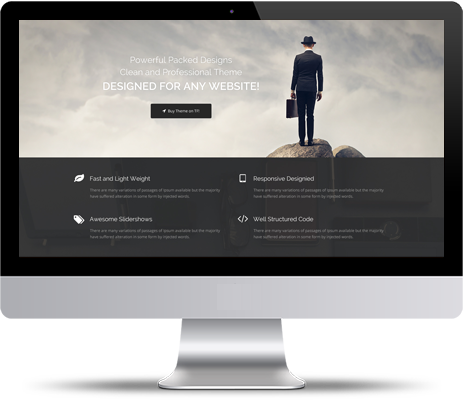 Powerful Packed Designs
Clean and Professional Theme
DESIGNED FOR ANY WEBSITE!
Buy Theme on TF!
Fast and Light Weight
There are many variations of passages of ipsum available but the majority
have suffered alteration in some form by injected words.
Responsive Designed
There are many variations of passages of ipsum available but the majority
have suffered alteration in some form by injected words.
Awesome Slidershows
There are many variations of passages of ipsum available but the majority
have suffered alteration in some form by injected words.
Well Structured Code
There are many variations of passages of ipsum available but the majority
have suffered alteration in some form by injected words.